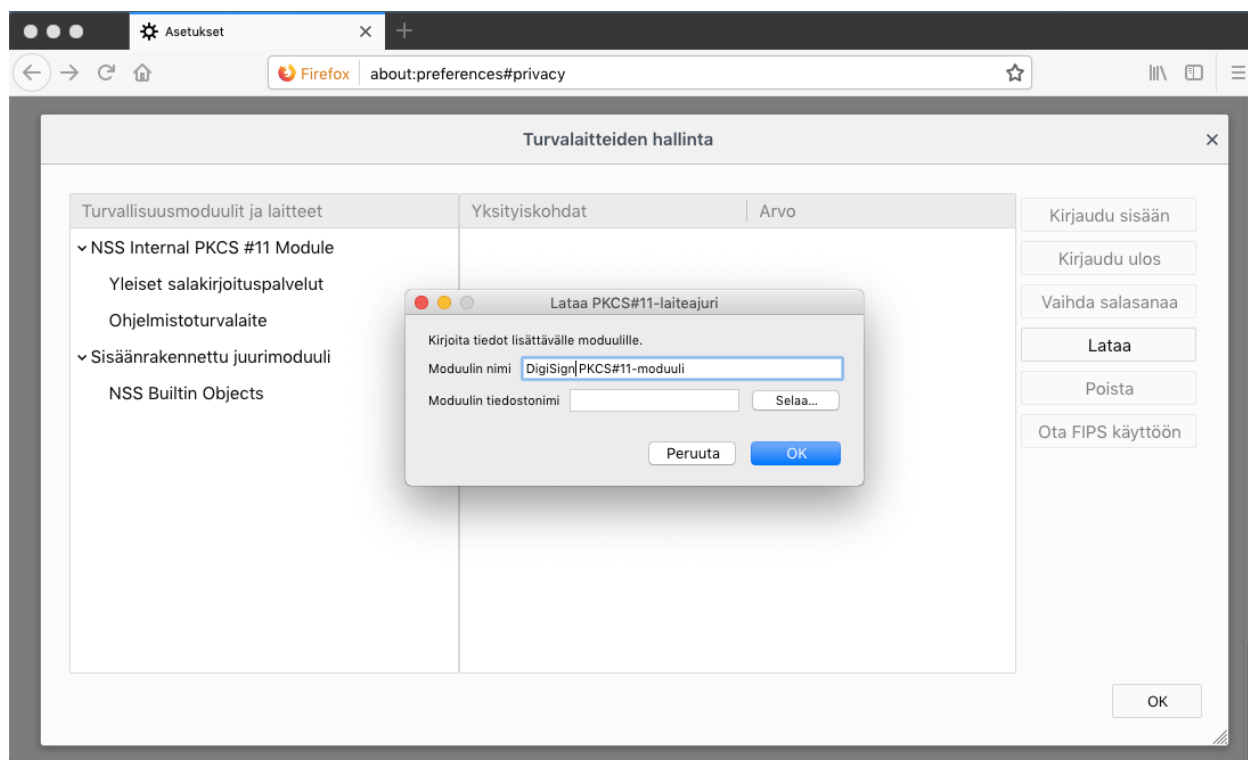 Asetukset
Firefox about:preferences#privacy
Turvalaitteiden hallinta
Turvallisuusmoduulit ja laitteet
Yksityiskohdat
Arvo
NSS Internal PKCS #11 Module
Yleiset salakirjoituspalvelut
Ohjelmistoturvalaite
Sisäänrakennettu juurimoduuli
NSS Builtin Objects
Kirjaudu sisään
Kirjaudu ulos
Vaihda salasanaa
Lataa
Poista
Ota FIPS käyttöön
Lataa PKCS#11-laiteajuri
Kirjoita tiedot lisättävälle moduulille.
Moduulin nimi DigiSign PKCS#11-moduuli
Moduulin tiedostonimi Selaa...
Peruuta OK
OK